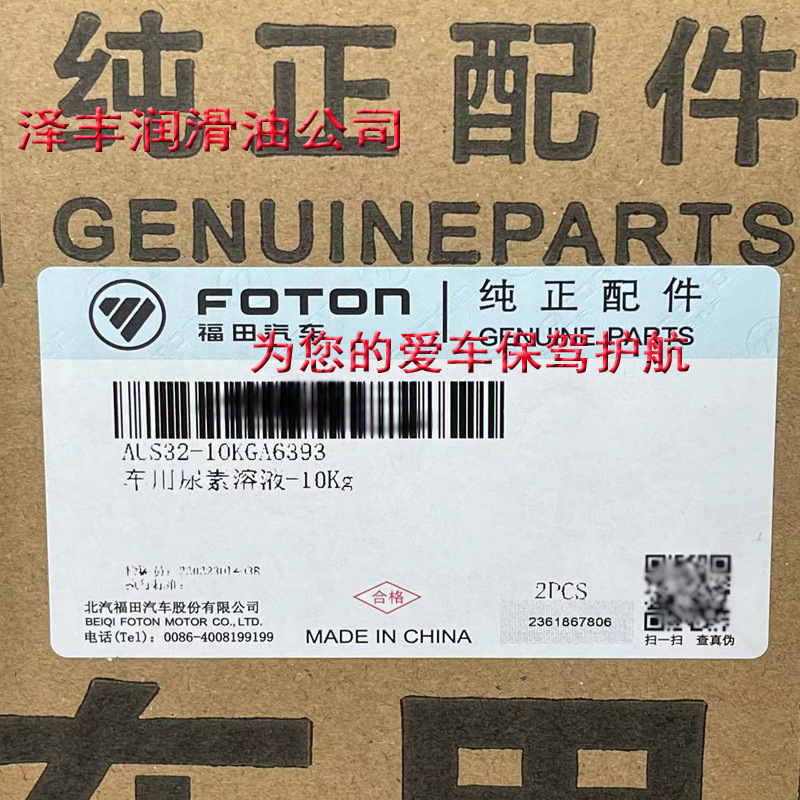 纯正配件
泽丰润滑油公司
GENUINEPARTS
FOTON
福田汽车
纯正配件
GENUINE PARTS
为您的爱车保驾护航
AUS32-10KGA6393
车用尿素溶液-10Kg
合格
2PCS
北汽福田汽车股份有限公司
BEIQI FOTON MOTOR CO.,LTD.
电话(Tel): 0086-4008199199
MADE IN CHINA
2361867806
扫一扫 查真伪